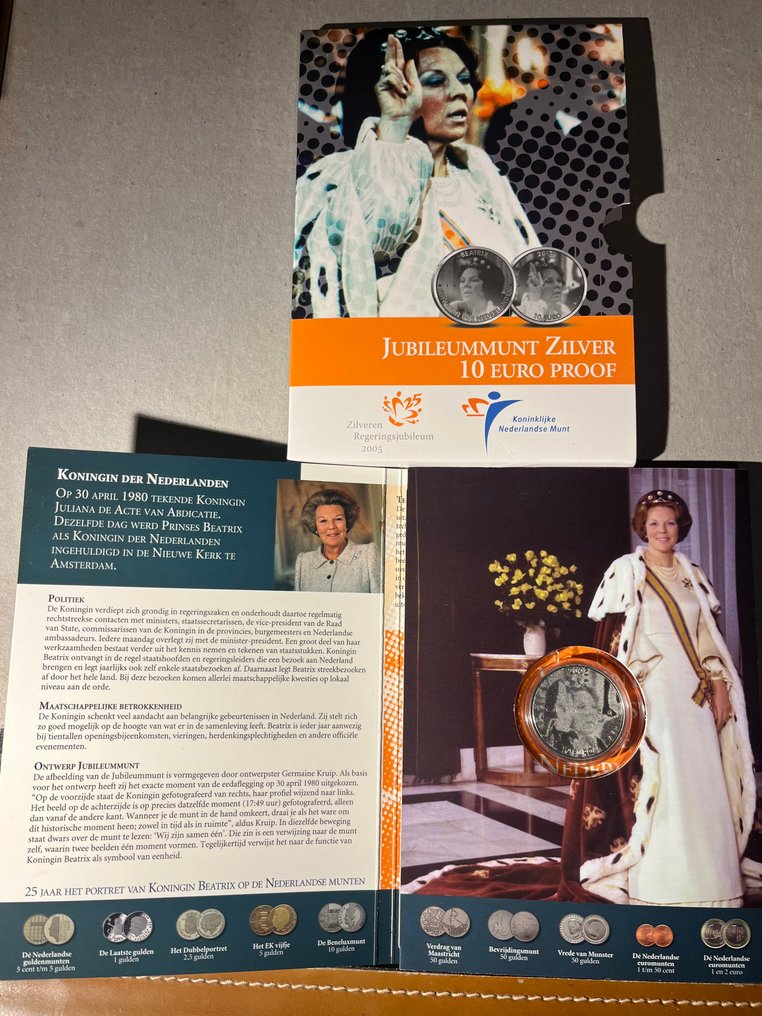 BEATRIX
10 EURO
JUBILEUMMUNT ZILVER
10 EURO PROOF
25
Zilveren
Regeringsjubileum
2005
Koninklijke
Nederlandse Munt
KONINGIN DER NEDERLANDEN
OP 30 APRIL 1980 TEKENDE KONINGIN
JULIANA DE ACTE VAN ABDICATIE.
DEZELFDE DAG WERD PRINSES BEATRIX
ALS KONINGIN DER NEDERLANDEN
INGEHULDIGD IN DE NIEUWE KERK TE
AMSTERDAM.
POLITIEK
De Koningin verdiept zich grondig in regeringszaken en onderhoudt daartoe regelmatig
rechtstreekse contacten met ministers, staatssecretarissen, de vice-president van de Raad
van State, commissarissen van de Koningin in de provincies, burgemeesters en Nederlandse
ambassadeurs. Iedere maandag overlegt zij met de minister-president. Een groot deel van haar
werkzaamheden bestaat verder uit het kennis nemen en tekenen van staatsstukken. Koningin
Beatrix ontvangt in de regel staatshoofden en regeringsleiders die een bezoek aan Nederland
brengen en legt jaarlijks ook zelf enkele staatsbezoeken af. Daarnaast legt Beatrix streekbezoeken
af door het hele land. Bij deze bezoeken komen allerlei maatschappelijke kwesties op lokaal
niveau aan de orde.
MAATSCHAPPELIJKE BETROKKENHEID
De Koningin schenkt veel aandacht aan belangrijke gebeurtenissen in Nederland. Zij stelt zich
zo goed mogelijk op de hoogte van wat er in de samenleving leeft. Beatrix is ieder jaar aanwezig
bij tientallen openingsbijeenkomsten, vieringen, herdenkingsplechtigheden en andere officiële
evenementen.
ONTWERP JUBILEUMMUNT
De afbeelding van de Jubileummunt is vormgegeven door ontwerpster Germaine Kruip. Als basis
voor het ontwerp heeft zij het exacte moment van de eedaflegging op 30 april 1980 uitgekozen.
“Op de voorzijde staat de Koningin gefotografeerd van rechts, haar profiel wijzend naar links.
Het beeld op de achterzijde is op precies datzelfde moment (17:49 uur) gefotografeerd, alleen
dan vanaf de andere kant. Wanneer je de munt in de hand omkeert, draai je als het ware om
dit historische moment heen; zowel in tijd als in ruimte”, aldus Kruip. In diezelfde beweging
staat dwars over de munt te lezen: ‘Wij zijn samen één’. Die zin is een verwijzing naar de munt
zelf, waarin twee beelden één moment vormen. Tegelijkertijd verwijst het naar de functie van
Koningin Beatrix als symbool van eenheid.
25 JAAR HET PORTRET VAN KONINGIN BEATRIX OP DE NEDERLANDSE MUNTEN
Dé Nederlandse
guldenmunten
5 cent t/m 5 gulden
De Laatste gulden
1 gulden
Het Dubbelportret
2,5 gulden
Het EK vijfje
5 gulden
De Beneluxmunt
10 gulden
Verdrag van
Maastricht
50 gulden
Bevrijdingsmunt
50 gulden
Vrede van Munster
50 gulden
Dé Nederlandse
euromunten
1 t/m 50 cent
Dé Nederlandse
euromunten
1 en 2 euro